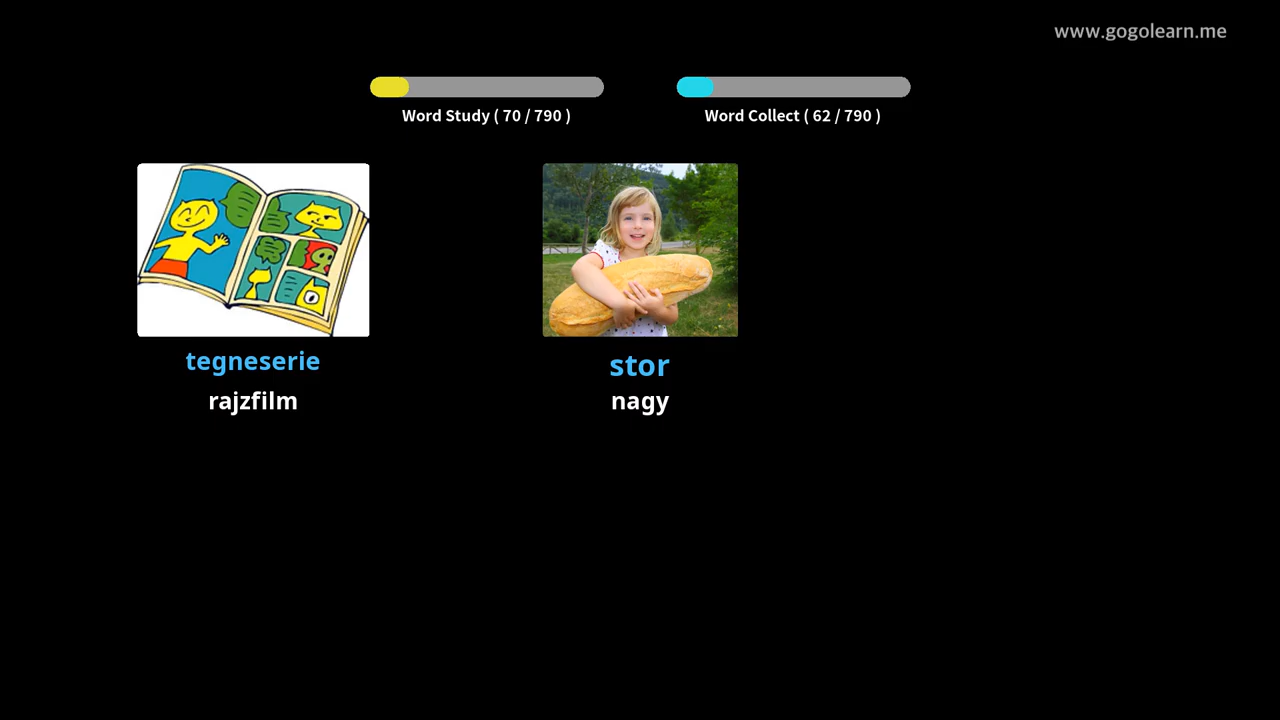 www.gogolearn.me
Word Study ( 70 / 790 )
Word Collect ( 62 / 790 )
tegneserie
stor
rajzfilm
nagy